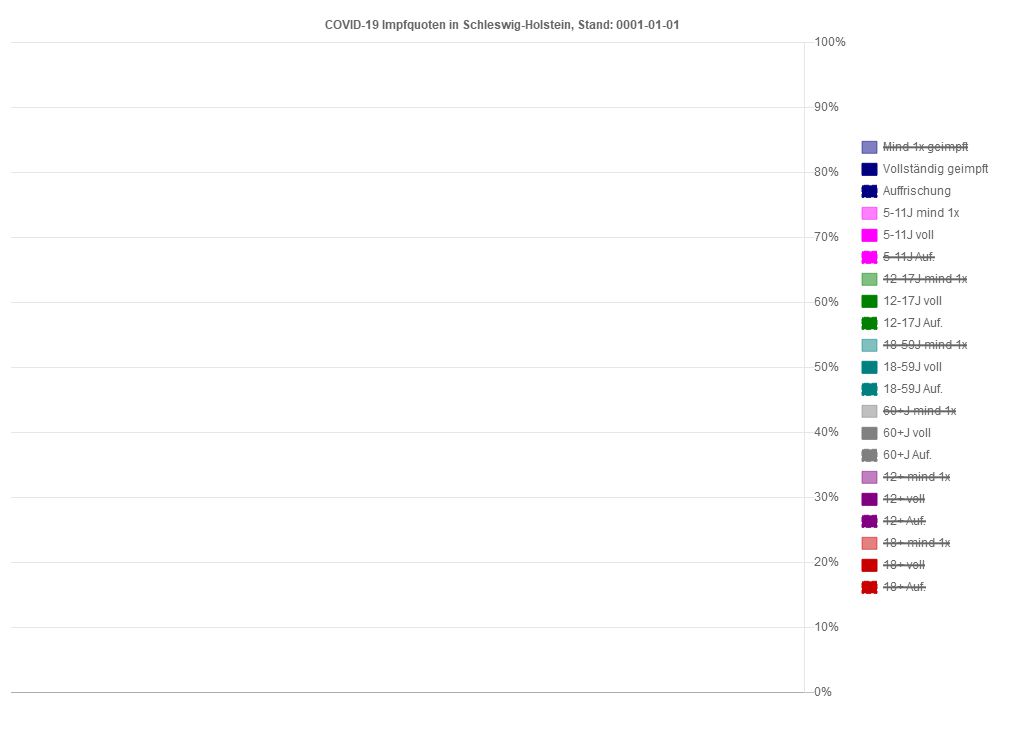 COVID-19 Impfquoten in Schleswig-Holstein, Stand: 0001-01-01
100%
90%
80%
70%
60%
50%
40%
30%
20%
10%
0%
Mind 1x geimpft
Vollständig geimpft
Auffrischung
5-11J mind 1x
5-11J voll
5-11J Auf.
12-17J mind 1x
12-17J voll
12-17J Auf.
18-59J mind 1x
18-59J voll
18-59J Auf.
60+J mind 1x
60+J voll
60+J Auf.
12+ mind 1x
12+ voll
12+ Auf.
18+ mind 1x
18+ voll
18+ Auf.